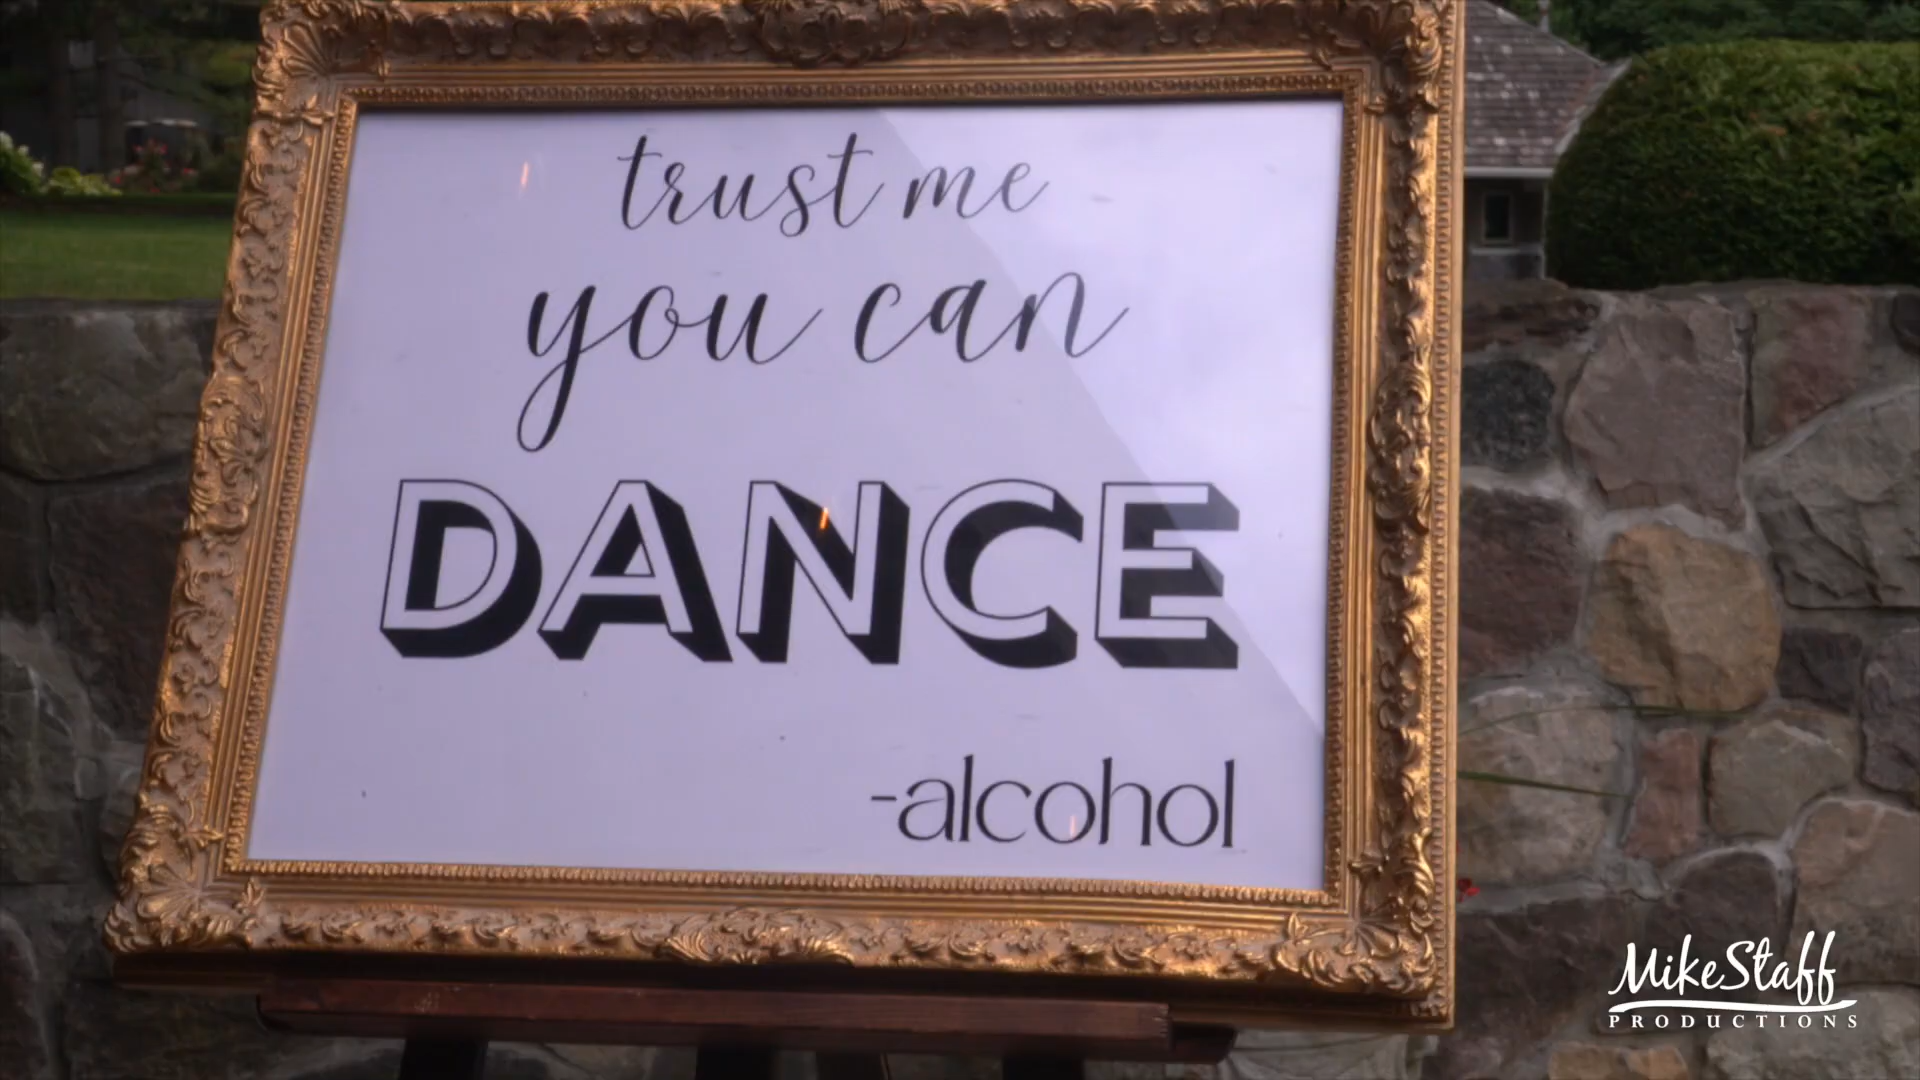 trust me
you can
DANCE
-alcohol
MikeStaff
PRODUCTIONS